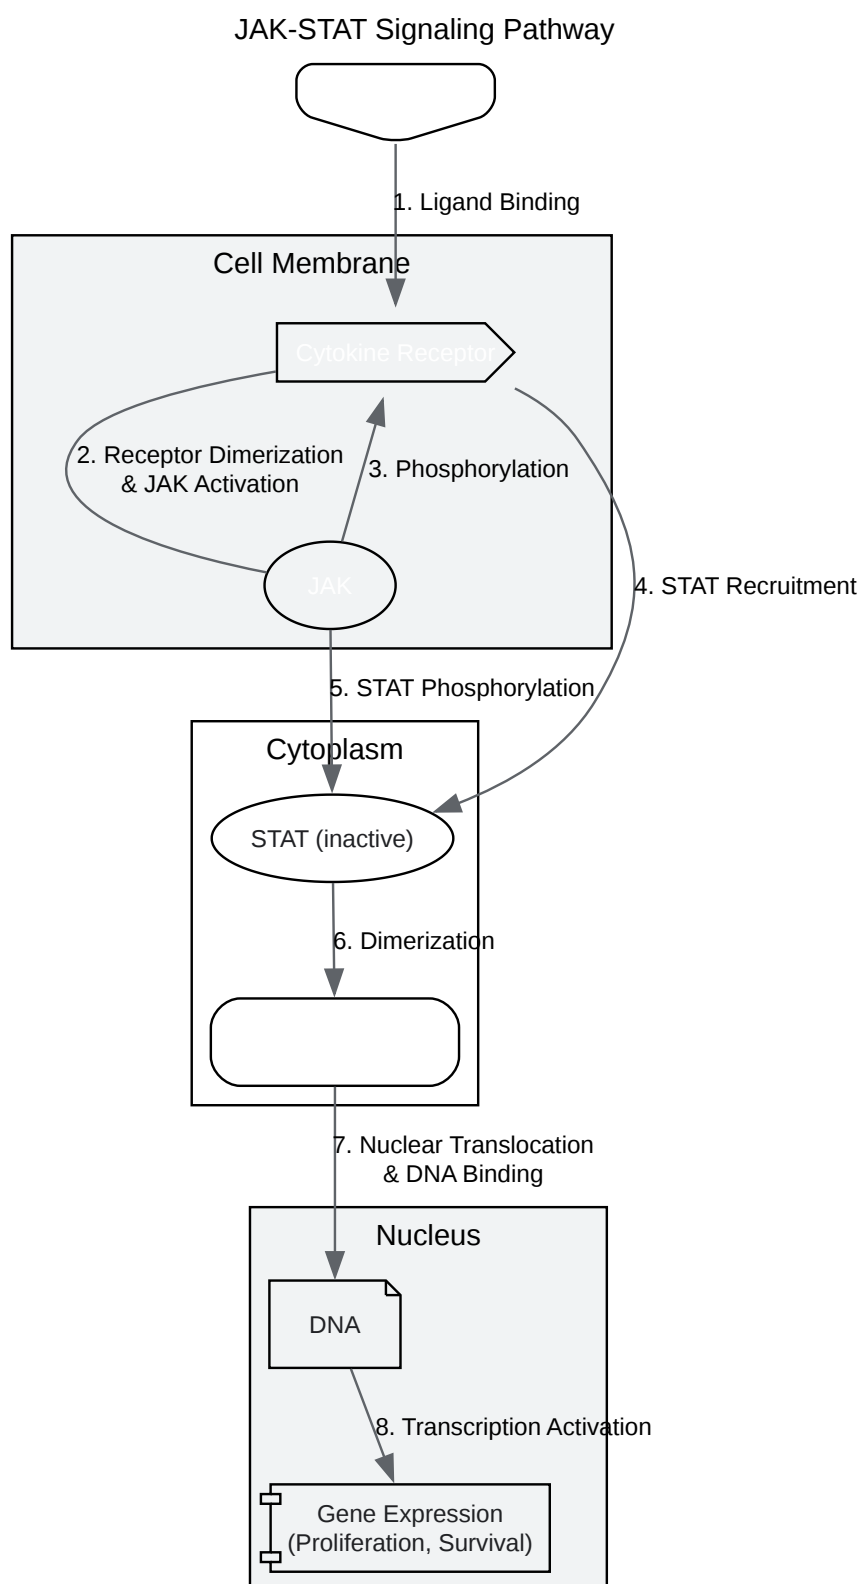 JAK-STAT Signaling Pathway
1. Ligand Binding
Cell Membrane
Cytokine Receptor
2. Receptor Dimerization
& JAK Activation
3. Phosphorylation
JAK
4. STAT Recruitment
5. STAT Phosphorylation
Cytoplasm
STAT (inactive)
6. Dimerization
7. Nuclear Translocation
& DNA Binding
Nucleus
DNA
8. Transcription Activation
Gene Expression
(Proliferation, Survival)